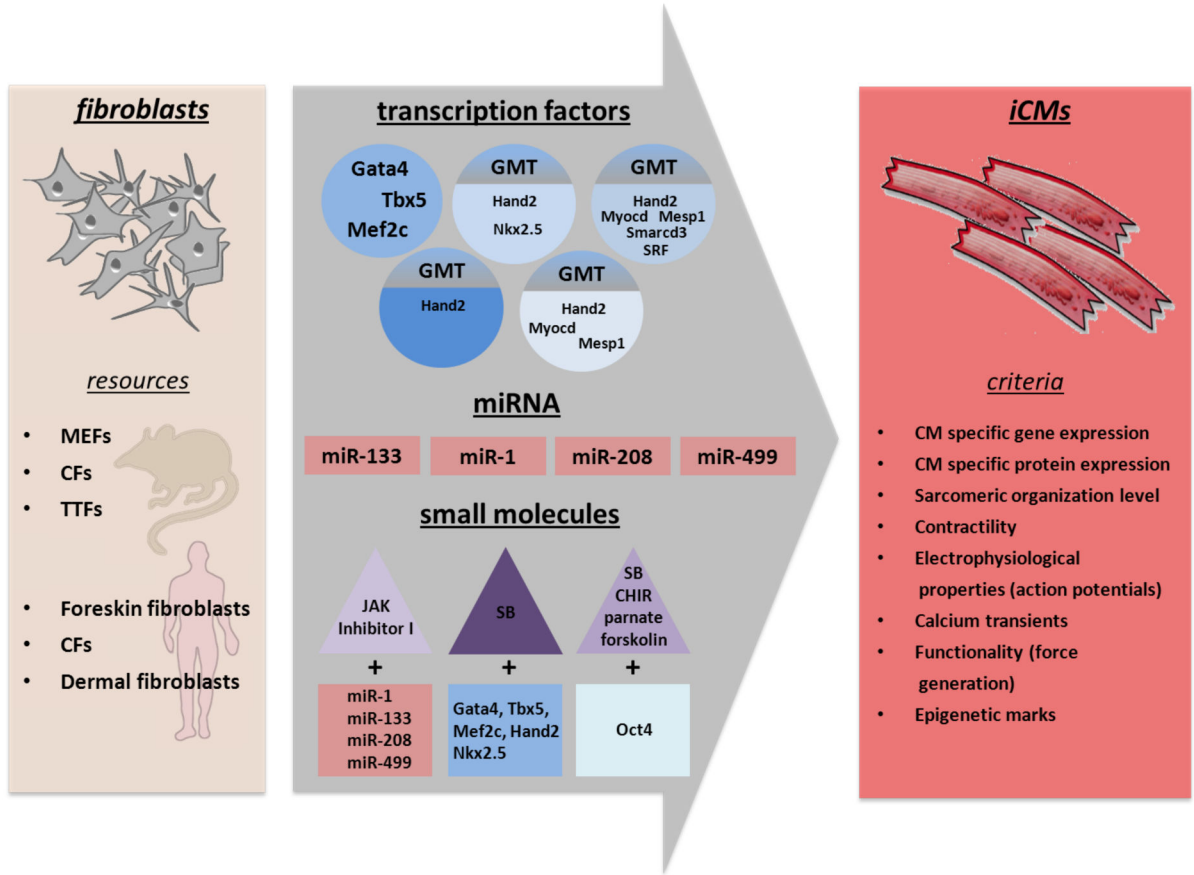 fibroblasts
resources
• MEFs
• CFs
• TTFs
• Foreskin fibroblasts
• CFs
• Dermal fibroblasts
transcription factors
Gata4
Tbx5
Mef2c
GMT
Hand2
Nkx2.5
GMT
Hand2
Myocd Mesp1
Smarcd3
SRF
GMT
Hand2
GMT
Hand2
Myocd
Mesp1
miRNA
miR-133
miR-1
miR-208
miR-499
small molecules
JAK
Inhibitor I
+
miR-1
miR-133
miR-208
miR-499
SB
+
Gata4, Tbx5,
Mef2c, Hand2
Nkx2.5
SB
CHIR
parnate
forskolin
+
Oct4
iCMs
criteria
• CM specific gene expression
• CM specific protein expression
• Sarcomeric organization level
• Contractility
• Electrophysiological
properties (action potentials)
• Calcium transients
• Functionality (force
generation)
• Epigenetic marks